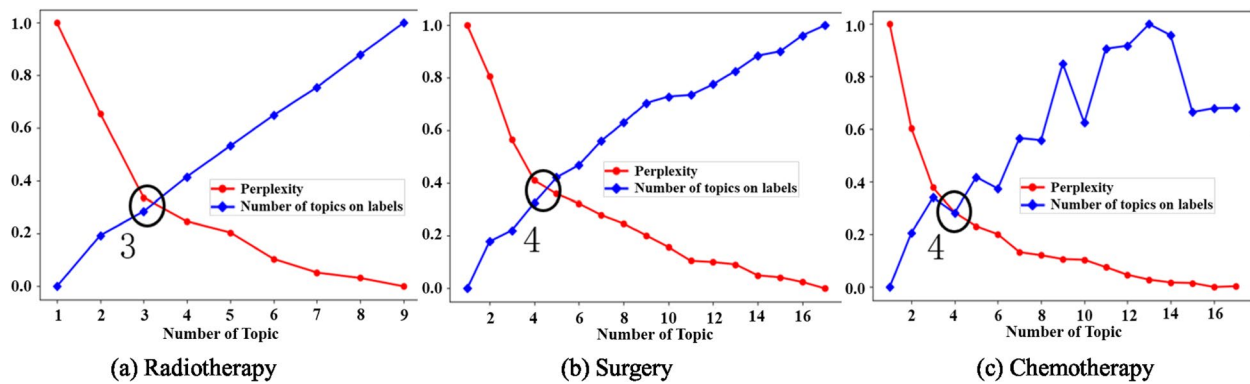 1.0
0.8
0.6
0.4
0.2
0.0
Perplexity
Number of topics on labels
3
1 2 3 4 5 6 7 8 9
Number of Topic
(a) Radiotherapy
1.0
0.8
0.6
0.4
0.2
0.0
Perplexity
Number of topics on labels
4
2 4 6 8 10 12 14 16
Number of Topic
(b) Surgery
1.0
0.8
0.6
0.4
0.2
0.0
Perplexity
Number of topics on labels
4
2 4 6 8 10 12 14 16
Number of Topic
(c) Chemotherapy